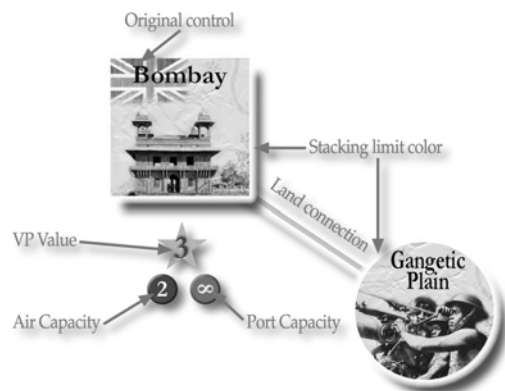 Original control
Bombay
Stacking limit color
Land connection
VP Value
3
Gangetic
Plain
2
∞
Air Capacity
Port Capacity